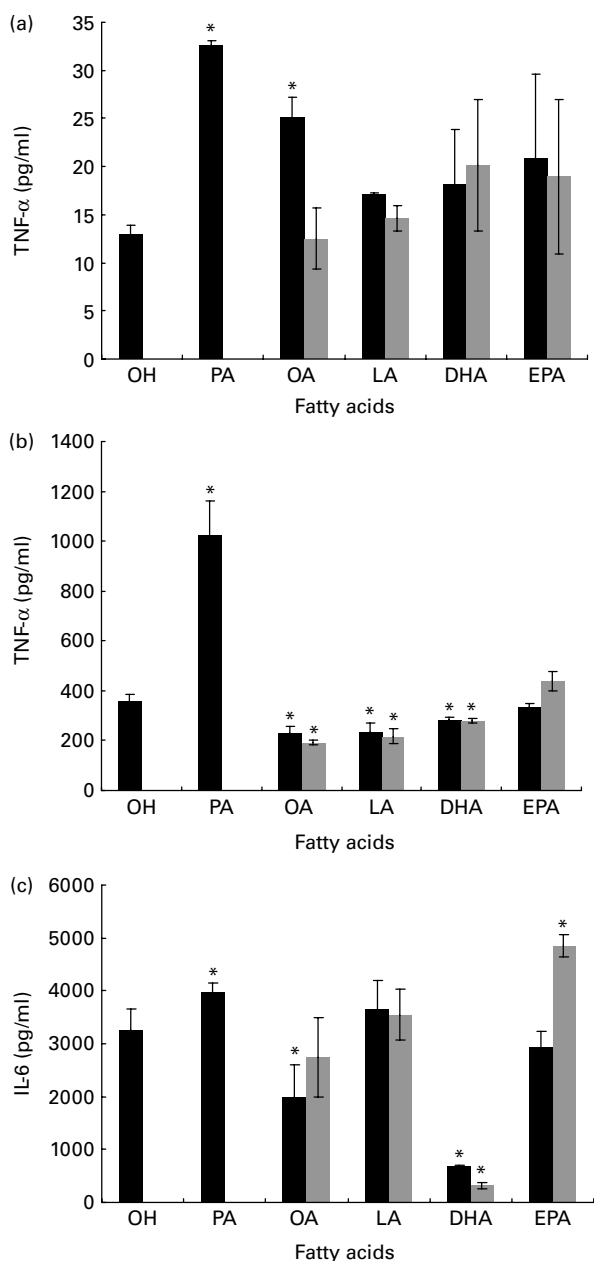 (a)
35
30
25
20
15
10
5
0
TNF-α (pg/ml)
*
*
OH PA OA LA DHA EPA
Fatty acids
(b)
1400
1200
1000
800
600
400
200
0
TNF-α (pg/ml)
*
* * * * * *
OH PA OA LA DHA EPA
Fatty acids
(c)
6000
5000
4000
3000
2000
1000
0
IL-6 (pg/ml)
*
*
*
* *
OH PA OA LA DHA EPA
Fatty acids